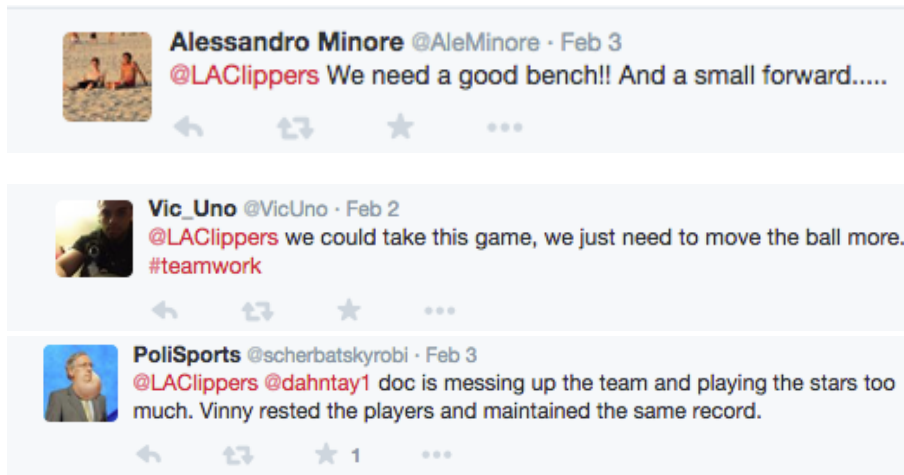 Alessandro Minore @AleMinore · Feb 3
@LAClippers We need a good bench!! And a small forward.....
Vic_Uno @VicUno · Feb 2
@LAClippers we could take this game, we just need to move the ball more.
#teamwork
PoliSports @scherbatskyrobi · Feb 3
@LAClippers @dahntay1 doc is messing up the team and playing the stars too
much. Vinny rested the players and maintained the same record.
1